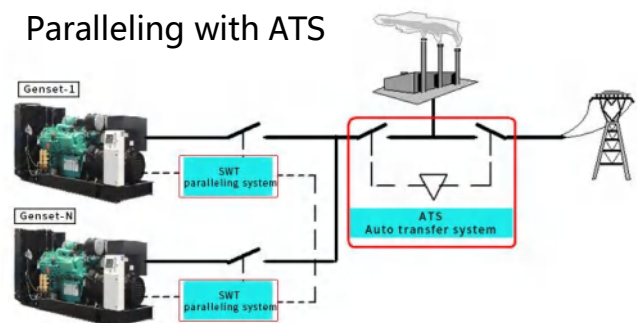 Paralleling with ATS
Genset-1
SWT
paralleling system
ATS
Auto transfer system
Genset-N
SWT
paralleling system